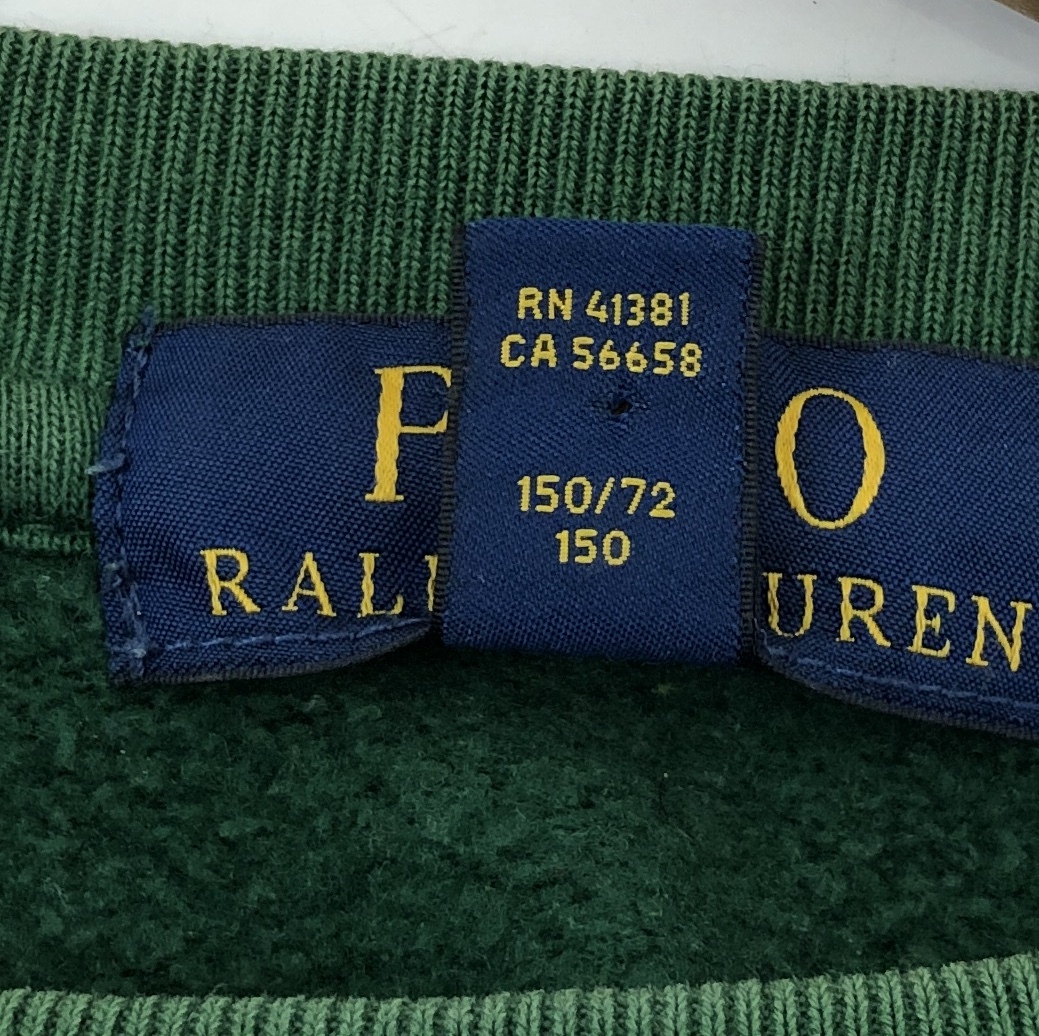 RN 41381
CA 56658
150/72
150
P O
RAL UREN